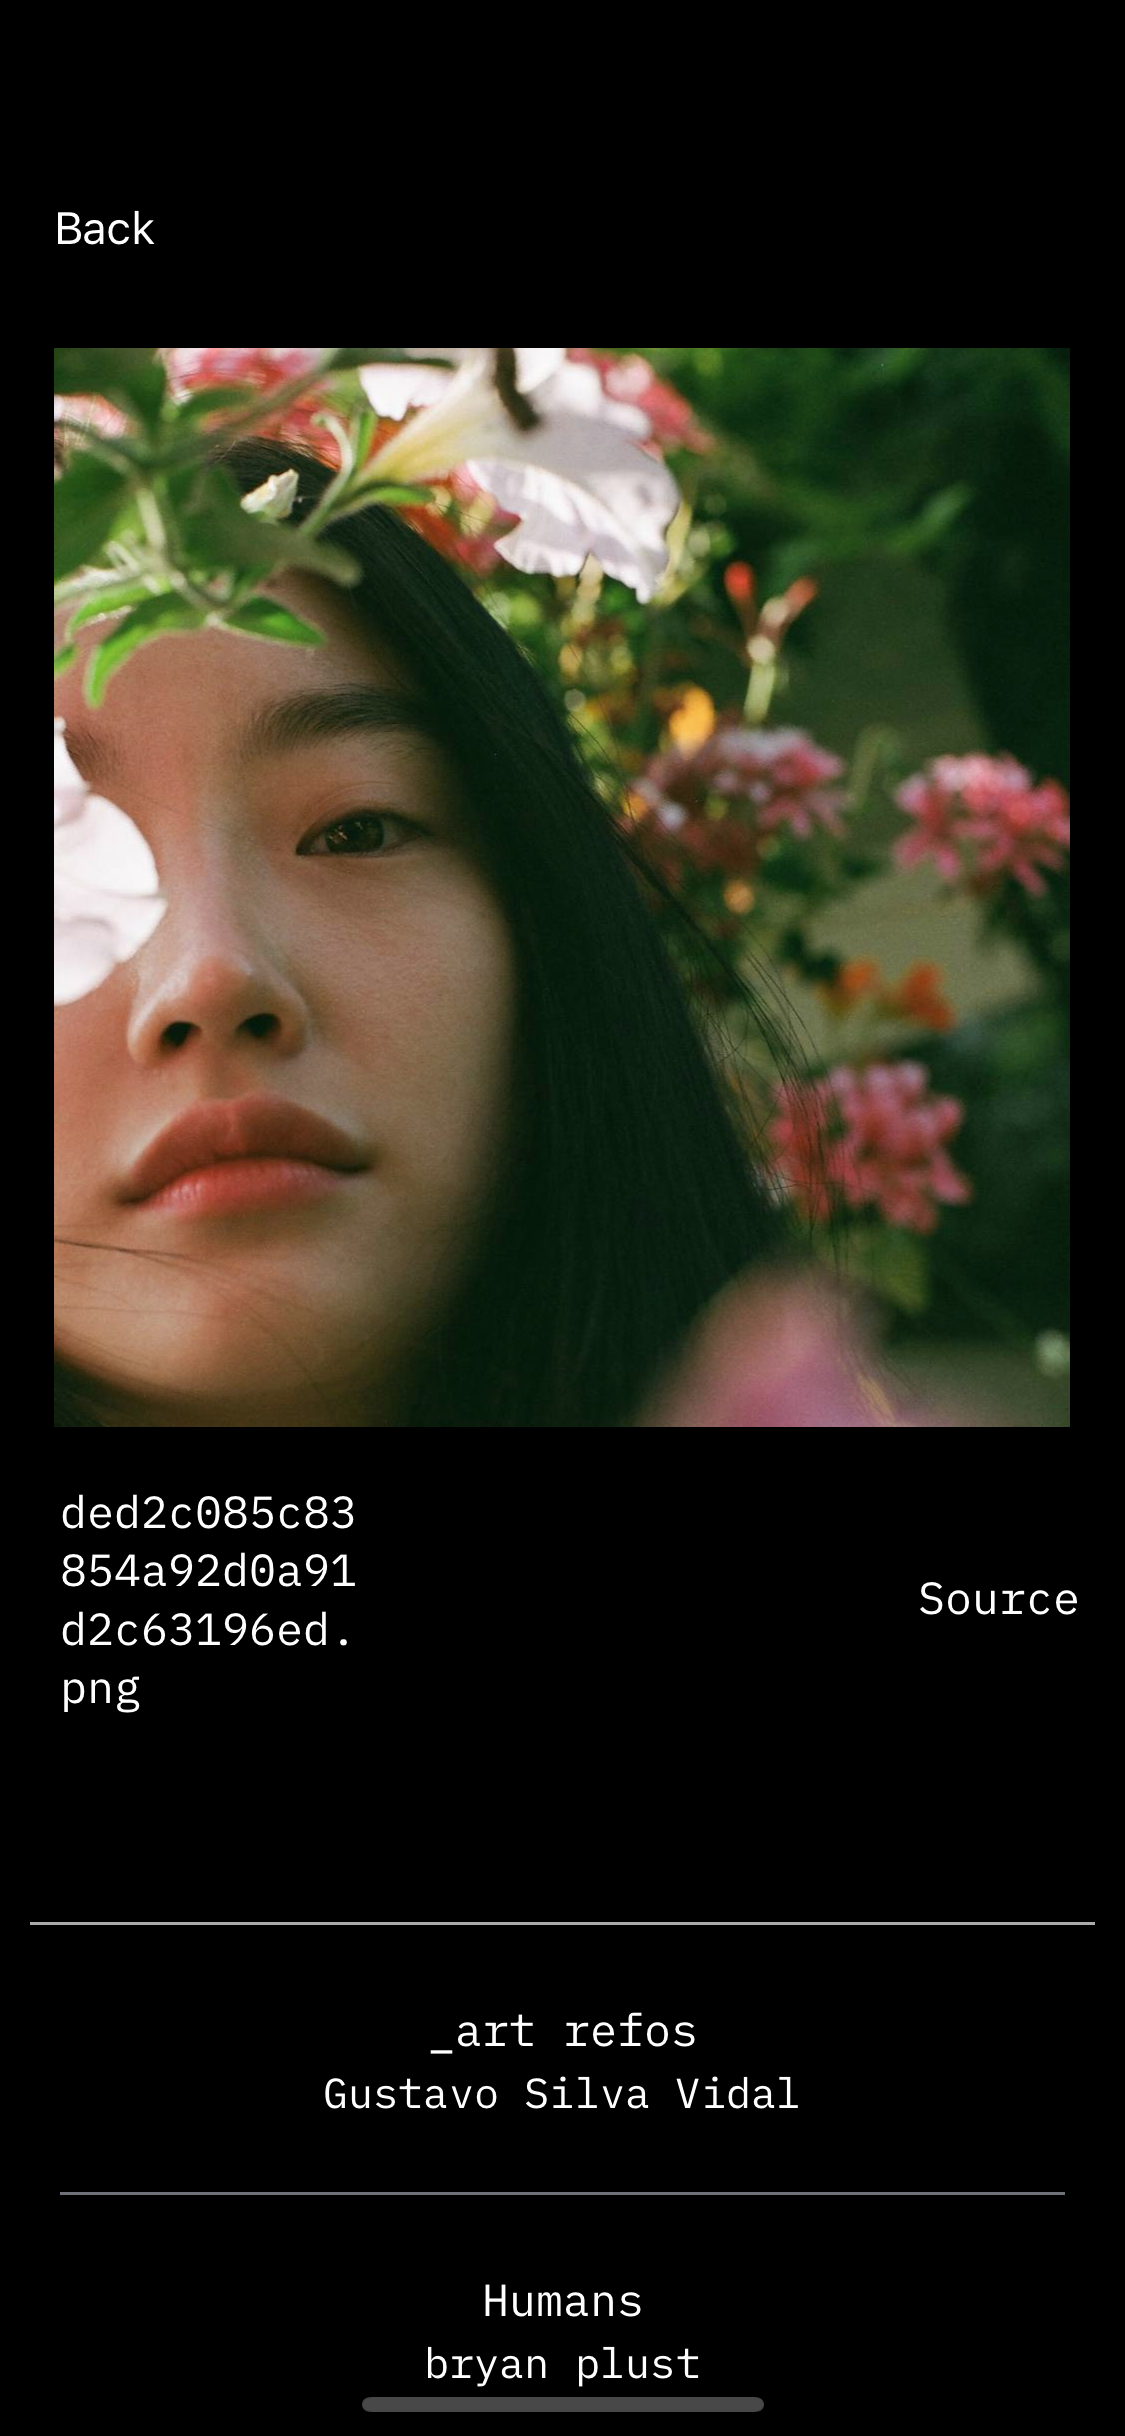 Back
ded2c085c83
854a92d0a91
d2c63196ed.
png
Source
_art refos
Gustavo Silva Vidal
Humans
bryan plust